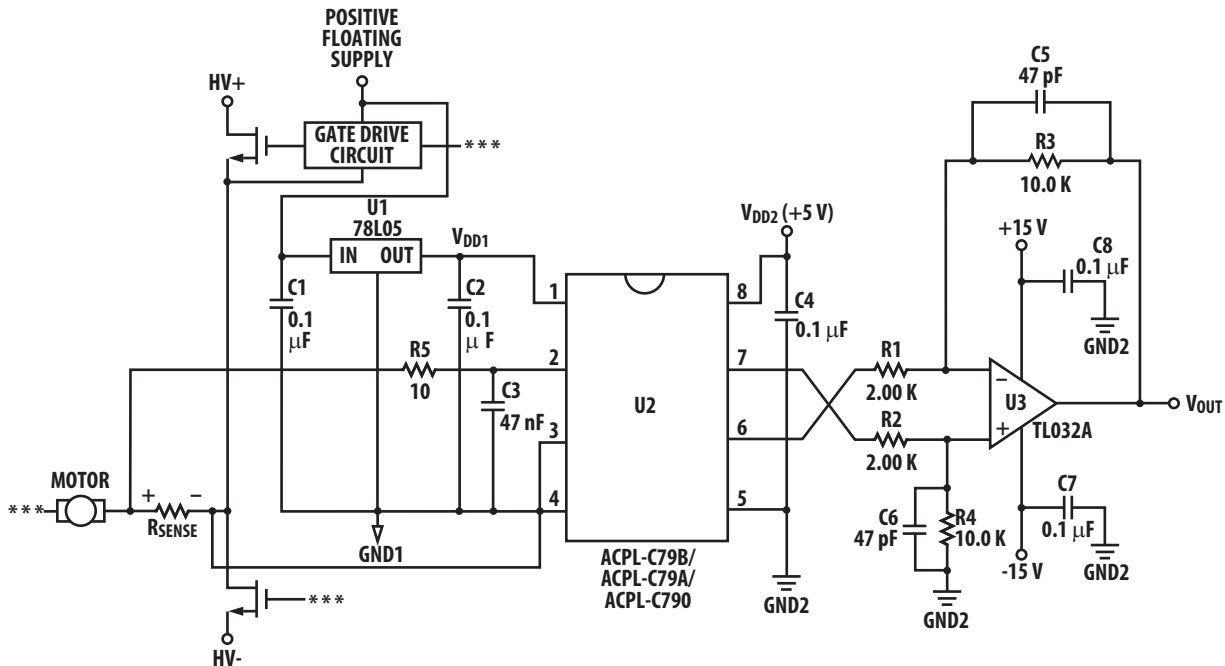 POSITIVE
FLOATING
SUPPLY
HV+
GATE DRIVE
CIRCUIT
***
U1
78L05
IN OUT
VDD1
C1
0.1
μF
C2
0.1
μ F
R5
10
C3
47 nF
MOTOR
***
+ −
RSENSE
GND1
***
HV-
1
2
3
4
8
7
6
5
U2
ACPL-C79B/
ACPL-C79A/
ACPL-C790
VDD2 (+5 V)
C4
0.1 μF
GND2
R1
2.00 K
R2
2.00 K
C5
47 pF
R3
10.0 K
+15 V
C8
0.1 μF
GND2
−
U3
+
TL032A
VOUT
C6
47 pF
R4
10.0 K
GND2
C7
0.1 μF
-15 V
GND2